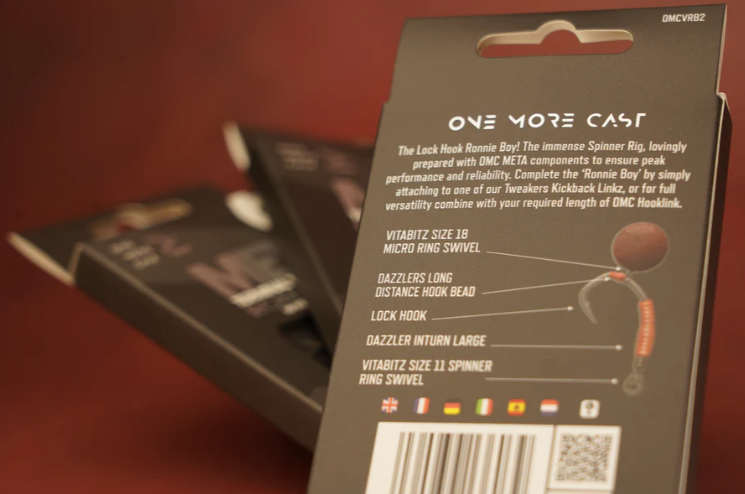 OMCVRB2
ONE MORE CAST
The Lock Hook Ronnie Boy! The immense Spinner Rig, lovingly
prepared with OMC META components to ensure peak
performance and reliability. Complete the 'Ronnie Boy' by simply
attaching to one of our Tweakers Kickback Linkz, or for full
versatility combine with your required length of OMC Hooklink.
VITABITZ SIZE 18
MICRO RING SWIVEL
DAZZLERS LONG
DISTANCE HOOK BEAD
LOCK HOOK
DAZZLER INTURN LARGE
VITABITZ SIZE 11 SPINNER
RING SWIVEL